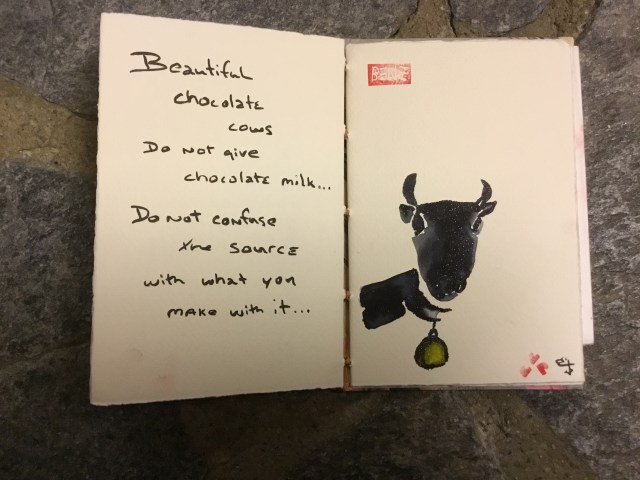 Beautiful
chocolate
cows
Do not give
chocolate milk...
Do not confuse
the source
with what you
make with it...